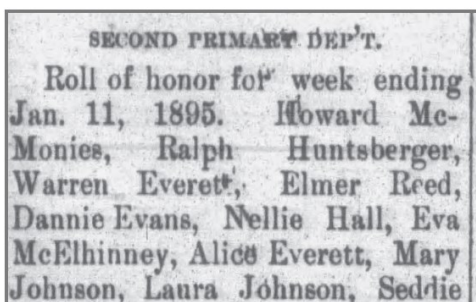 SECOND PRIMARY DEP'T.
Roll of honor for week ending
Jan. 11, 1895. Howard Mc-
Monies, Ralph Huntsberger,
Warren Everett, Elmer Reed,
Dannie Evans, Nellie Hall, Eva
McElhinney, Alice Everett, Mary
Johnson, Laura Johnson, Seddie